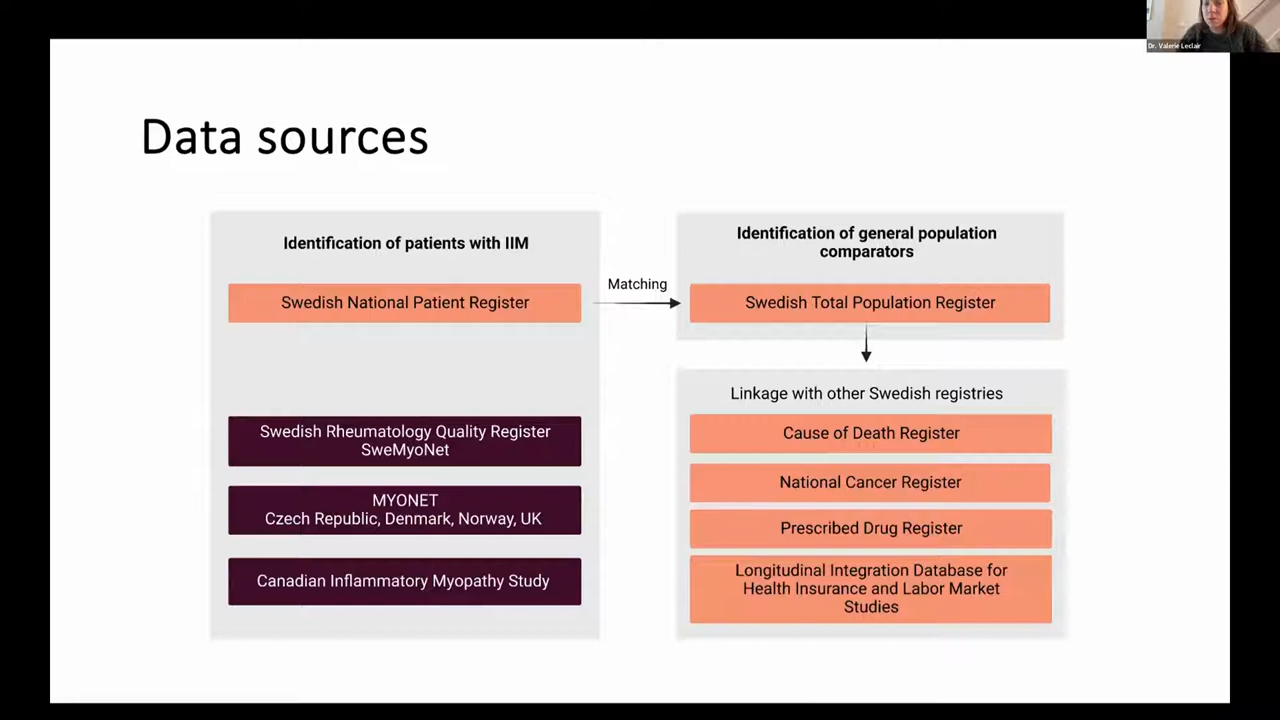 Dr. Valerie Leclair
Data sources
Identification of patients with IIM
Swedish National Patient Register
Swedish Rheumatology Quality Register
SweMyoNet
MYONET
Czech Republic, Denmark, Norway, UK
Canadian Inflammatory Myopathy Study
Matching
Identification of general population
comparators
Swedish Total Population Register
Linkage with other Swedish registries
Cause of Death Register
National Cancer Register
Prescribed Drug Register
Longitudinal Integration Database for
Health Insurance and Labor Market
Studies